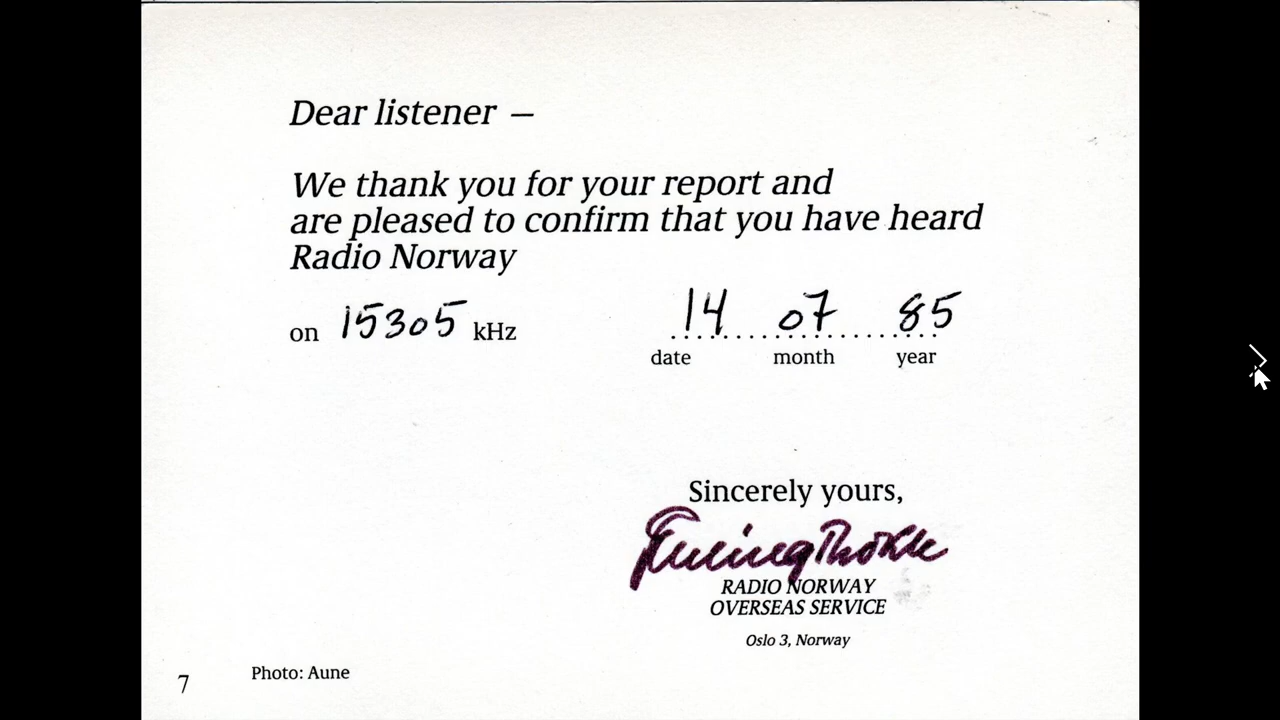 Dear listener —
We thank you for your report and
are pleased to confirm that you have heard
Radio Norway
on 15305 kHz
14 07 85
date month year
Sincerely yours,
RADIO NORWAY
OVERSEAS SERVICE
Oslo 3, Norway
Photo: Aune
7